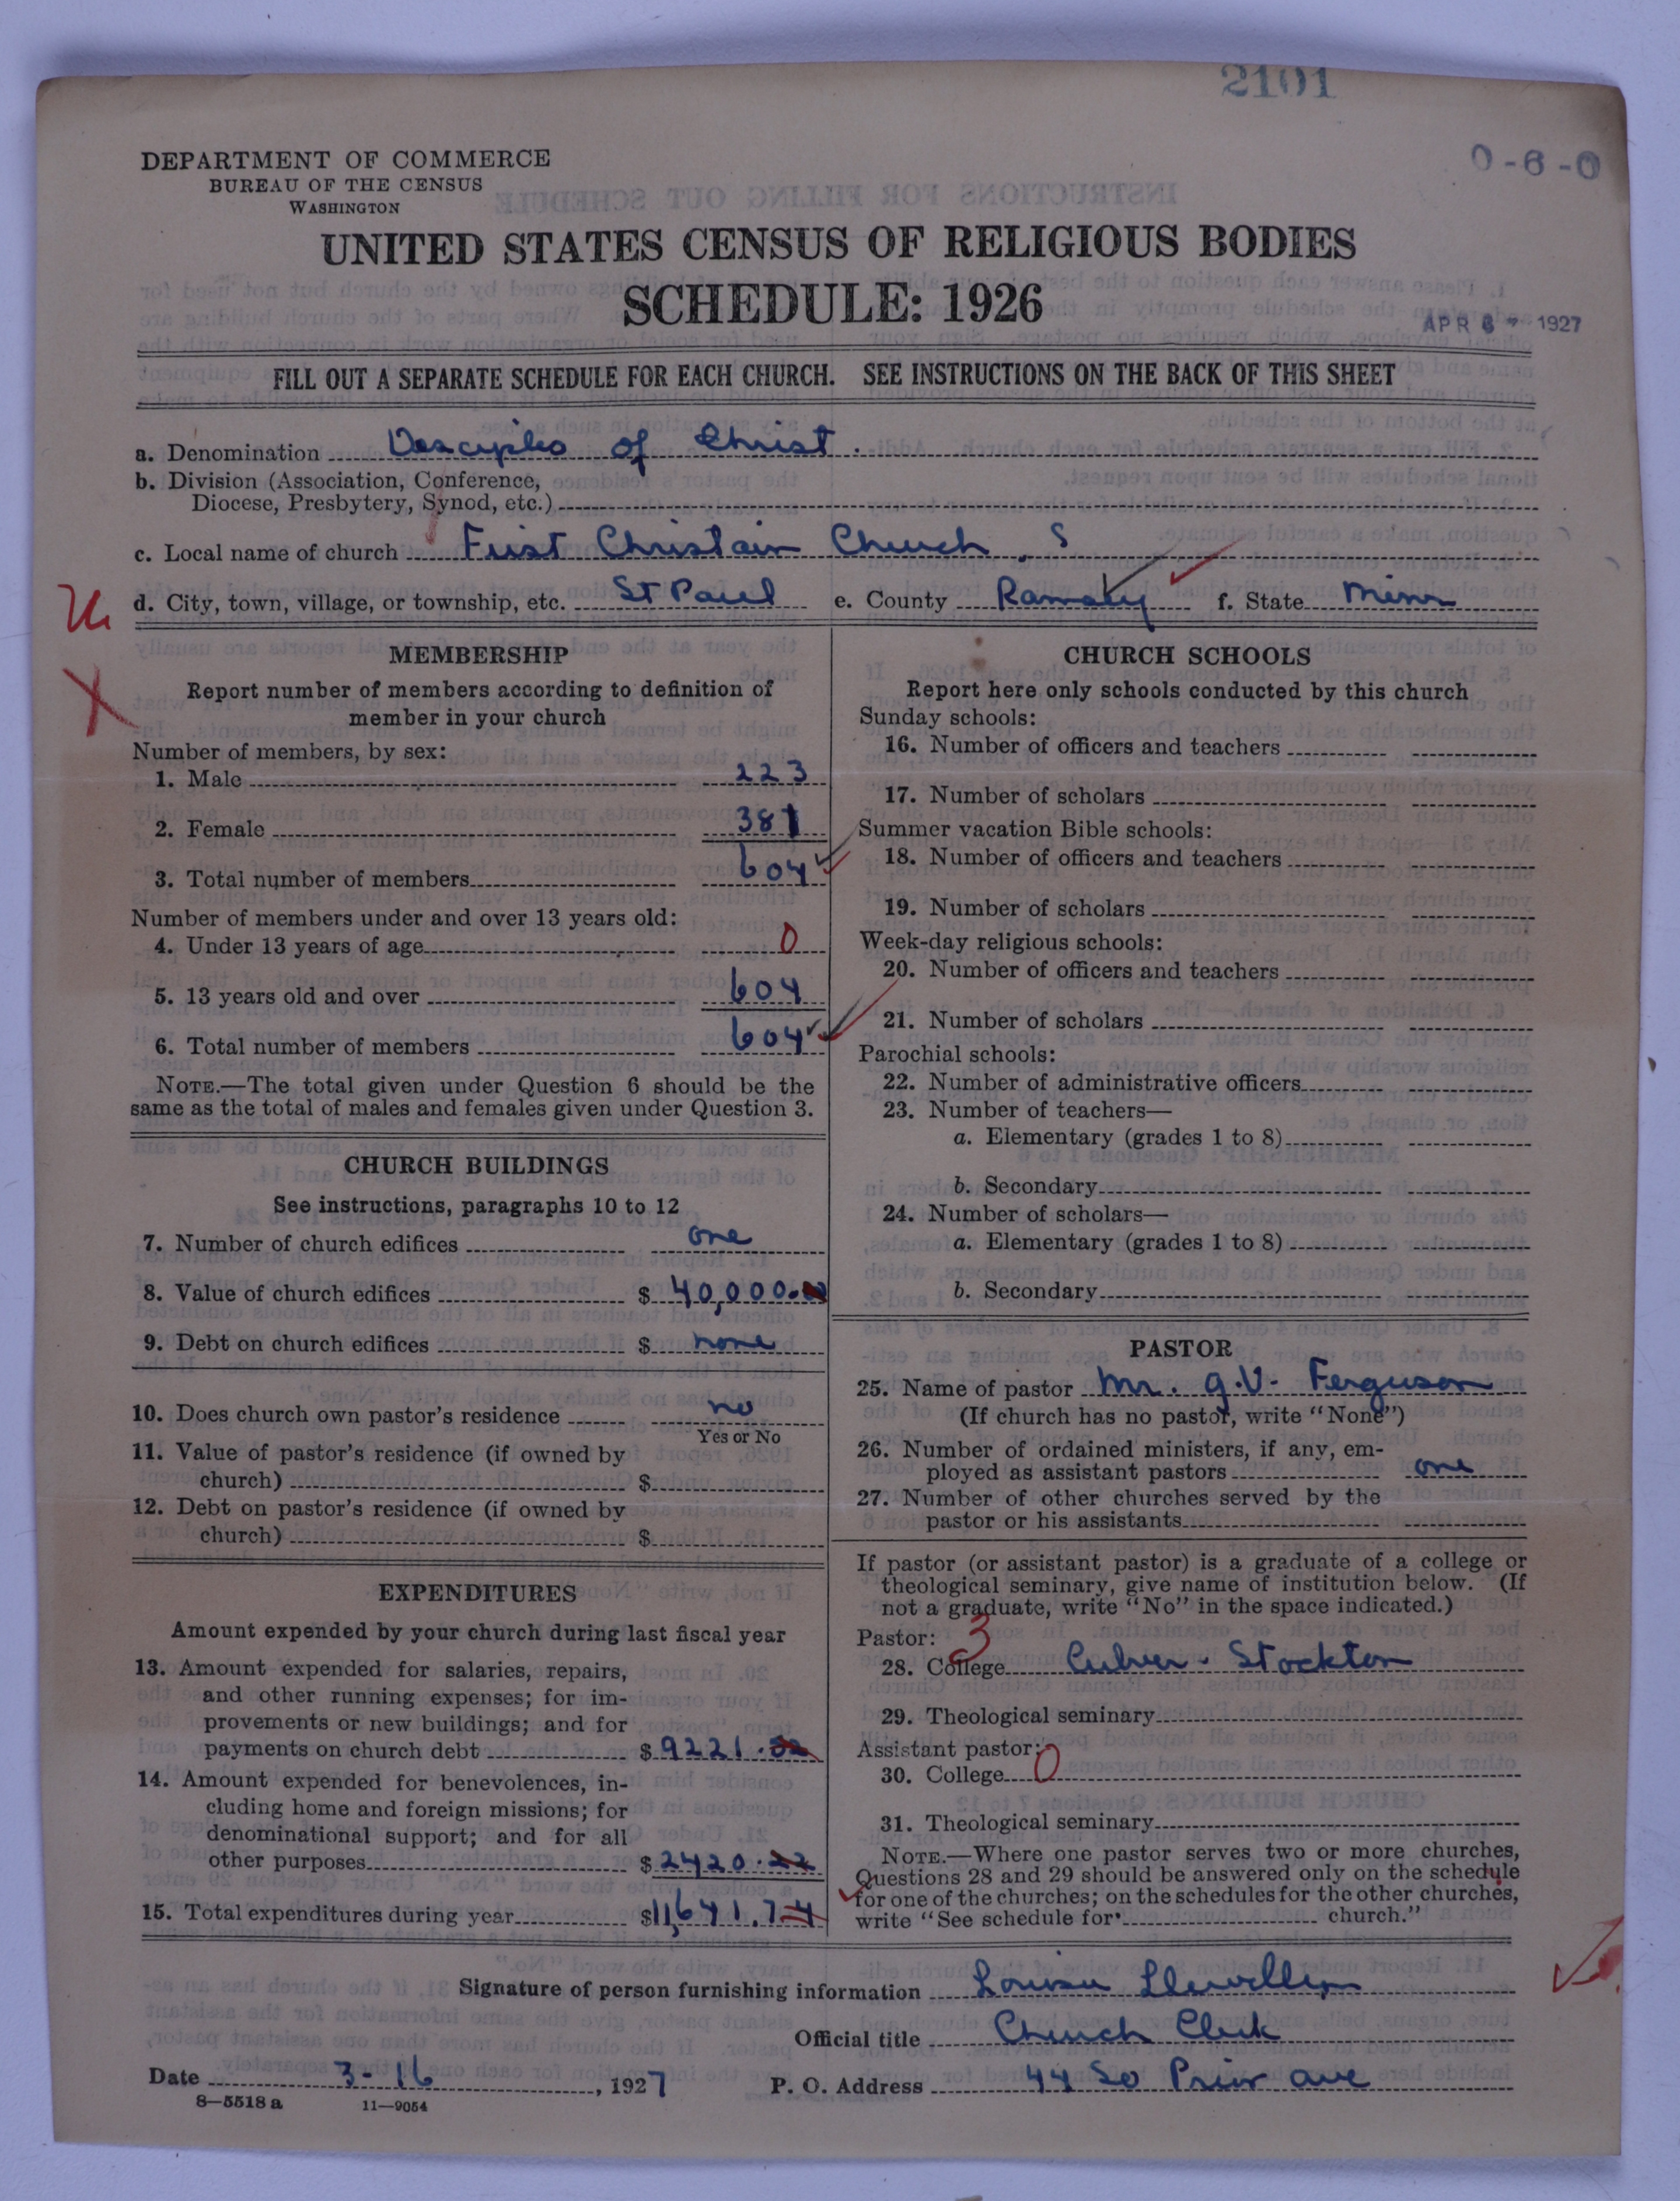 2101
0-6-0
DEPARTMENT OF COMMERCE
BUREAU OF THE CENSUS
WASHINGTON
UNITED STATES CENSUS OF RELIGIOUS BODIES
SCHEDULE: 1926
APR 6 - 1927
FILL OUT A SEPARATE SCHEDULE FOR EACH CHURCH. SEE INSTRUCTIONS ON THE BACK OF THIS SHEET
a. Denomination Desciples of Christ.
b. Division (Association, Conference,
Diocese, Presbytery, Synod, etc.)
c. Local name of church First Christain Church. S
d. City, town, village, or township, etc. St Paul e. County Ramsey f. State Minn
MEMBERSHIP
Report number of members according to definition of
member in your church
Number of members, by sex:
1. Male 223
2. Female 381
3. Total number of members 604
Number of members under and over 13 years old:
4. Under 13 years of age 0
5. 13 years old and over 604
6. Total number of members 604
NOTE.—The total given under Question 6 should be the
same as the total of males and females given under Question 3.
CHURCH BUILDINGS
See instructions, paragraphs 10 to 12
7. Number of church edifices one
8. Value of church edifices $ 40,000.00
9. Debt on church edifices $ none
10. Does church own pastor's residence no
Yes or No
11. Value of pastor's residence (if owned by
church) $
12. Debt on pastor's residence (if owned by
church) $
EXPENDITURES
Amount expended by your church during last fiscal year
13. Amount expended for salaries, repairs,
and other running expenses; for im-
provements or new buildings; and for
payments on church debt $ 9221.52
14. Amount expended for benevolences, in-
cluding home and foreign missions; for
denominational support; and for all
other purposes $ 2420.22
15. Total expenditures during year $11,641.74
CHURCH SCHOOLS
Report here only schools conducted by this church
Sunday schools:
16. Number of officers and teachers
17. Number of scholars
Summer vacation Bible schools:
18. Number of officers and teachers
19. Number of scholars
Week-day religious schools:
20. Number of officers and teachers
21. Number of scholars
Parochial schools:
22. Number of administrative officers
23. Number of teachers—
a. Elementary (grades 1 to 8)
b. Secondary
24. Number of scholars—
a. Elementary (grades 1 to 8)
b. Secondary
PASTOR
25. Name of pastor Mr. G.V. Ferguson
(If church has no pastor, write "None")
26. Number of ordained ministers, if any, em-
ployed as assistant pastors one
27. Number of other churches served by the
pastor or his assistants
If pastor (or assistant pastor) is a graduate of a college or
theological seminary, give name of institution below. (If
not a graduate, write "No" in the space indicated.)
Pastor: 3
28. College Culver-Stockton
29. Theological seminary
Assistant pastor:
30. College 0
31. Theological seminary
NOTE.—Where one pastor serves two or more churches,
Questions 28 and 29 should be answered only on the schedule
for one of the churches; on the schedules for the other churches,
write "See schedule for church."
Signature of person furnishing information Louisa Llewellyn
Official title Church Clerk
Date 3-16, 1927 P. O. Address 44 So Prior ave
8—5518 a 11—9054